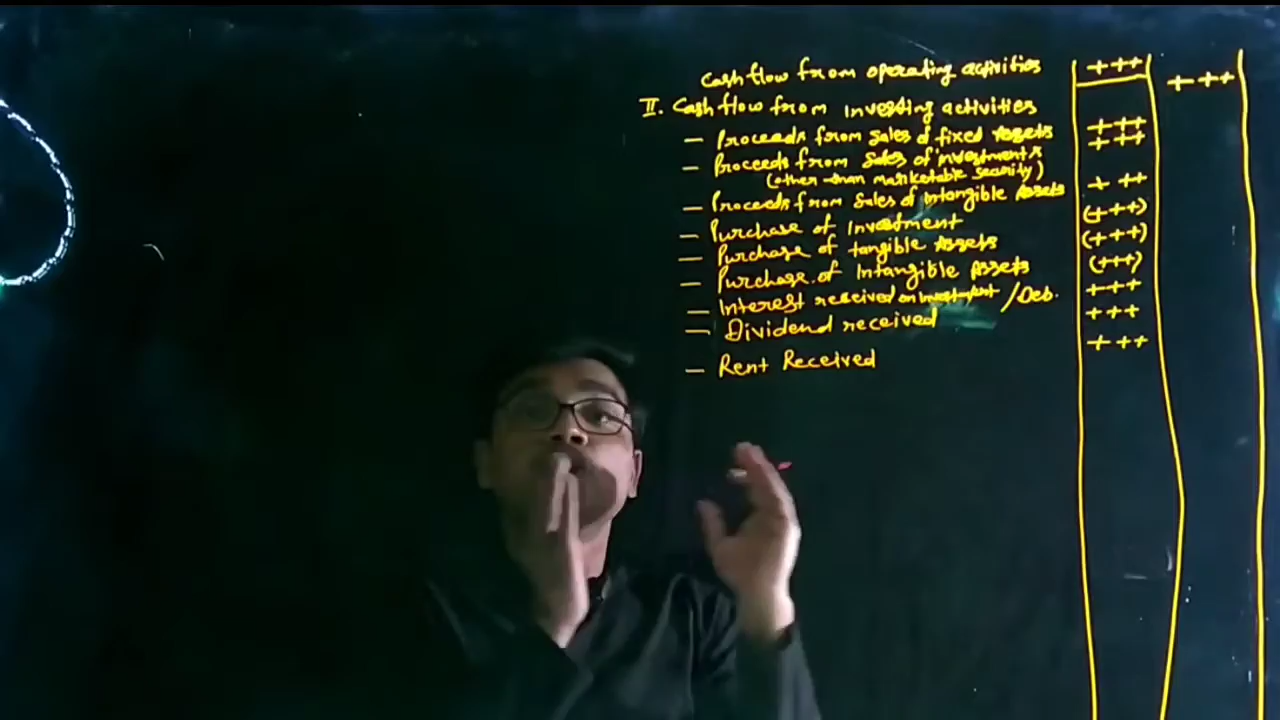 Cash flow from operating activities +++ +++
II. Cash flow from investing activities
— Proceeds from sales of fixed Assets +++
— Proceeds from sales of investments +++
(other than marketable security)
— Proceeds from sales of Intangible Assets +++
— Purchase of Investment (+++)
— Purchase of tangible Assets (+++)
— Purchase of Intangible Assets (+++)
— Interest received on Investment / Deb. +++
— Dividend received +++
— Rent Received +++